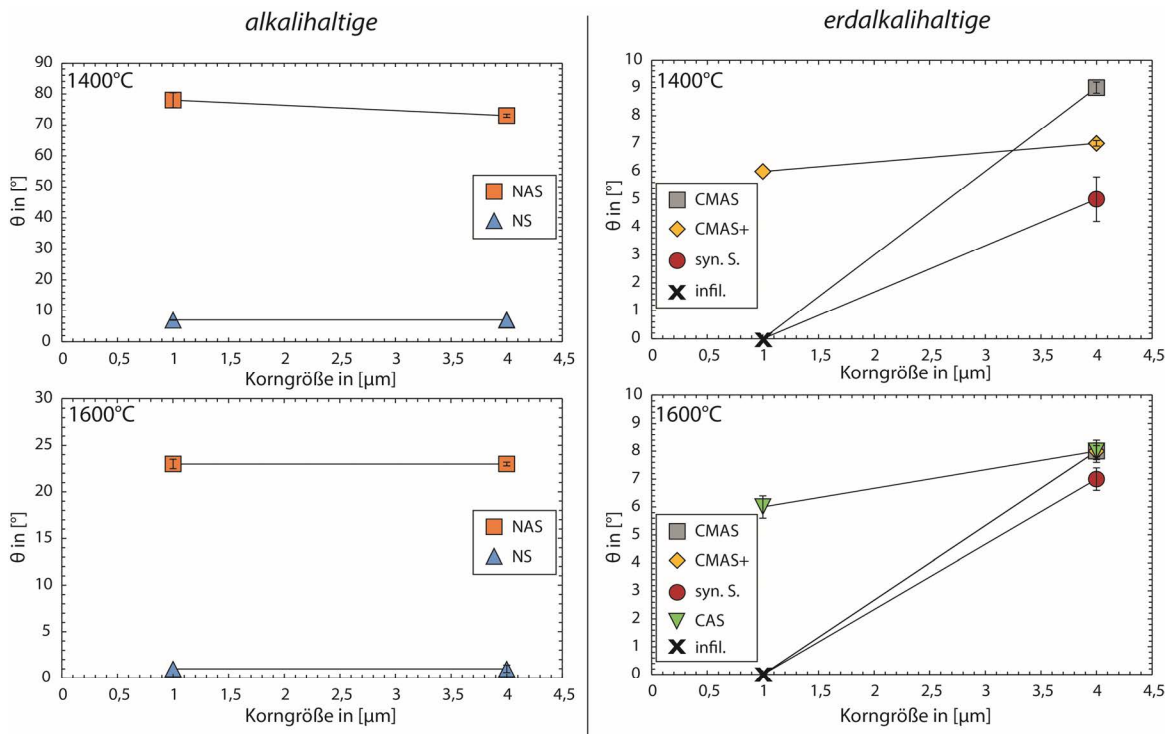 alkalihaltige
erdalkalihaltige
1400°C
90
80
70
60
50
40
30
20
10
0
θ in [°]
NAS
NS
0
0,5
1
1,5
2
2,5
3
3,5
4
4,5
Korngröße in [µm]
1400°C
10
9
8
7
6
5
4
3
2
1
0
θ in [°]
CMAS
CMAS+
syn. S.
infil.
0
0,5
1
1,5
2
2,5
3
3,5
4
4,5
Korngröße in [µm]
1600°C
30
25
20
15
10
5
0
θ in [°]
NAS
NS
0
0,5
1
1,5
2
2,5
3
3,5
4
4,5
Korngröße in [µm]
1600°C
10
9
8
7
6
5
4
3
2
1
0
θ in [°]
CMAS
CMAS+
syn. S.
CAS
infil.
0
0,5
1
1,5
2
2,5
3
3,5
4
4,5
Korngröße in [µm]